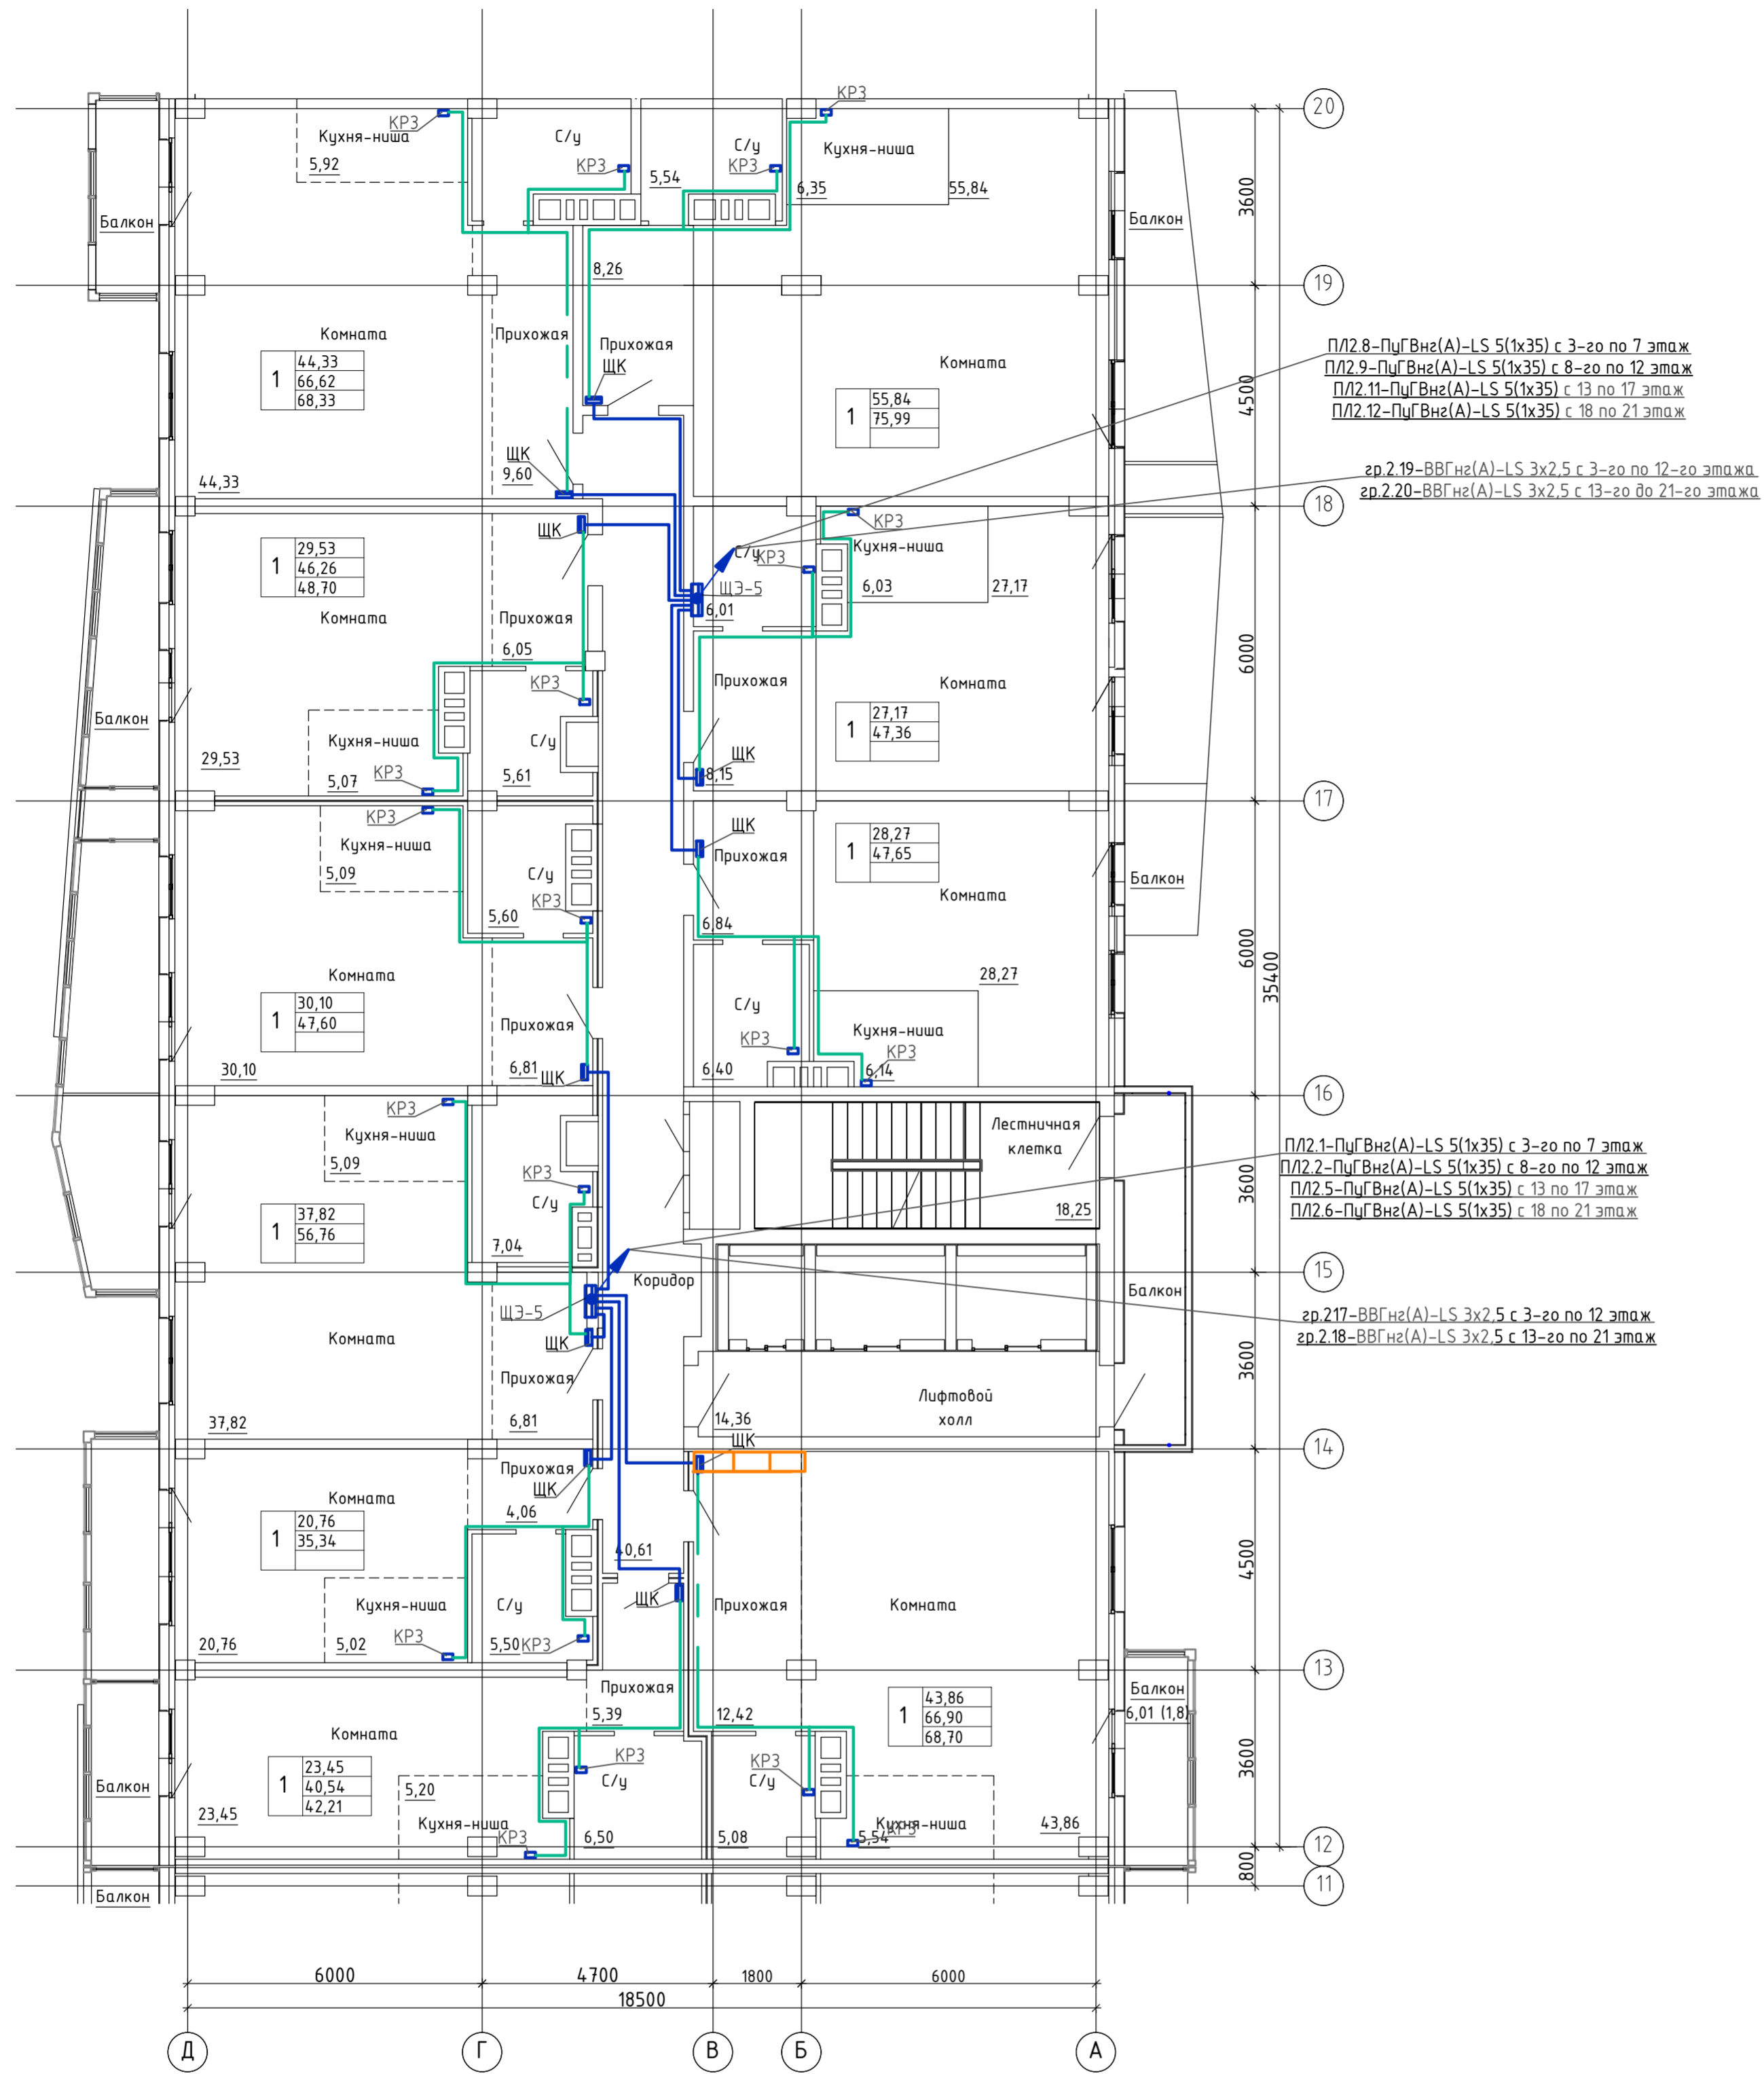 КРЗ
20
КРЗ
Кухня-ниша
5,92
С/у
КРЗ
5,54
С/у
КРЗ
Кухня-ниша
6,35
55,84
3600
Балкон
Балкон
8,26
19
Комната
Прихожая
Прихожая
ЩК
Комната
1
44,33
66,62
68,33
1
55,84
75,99
4500
ПЛ2.8-ПуГВнг(А)-LS 5(1х35) с 3-го по 7 этаж
ПЛ2.9-ПуГВнг(А)-LS 5(1х35) с 8-го по 12 этаж
ПЛ2.11-ПуГВнг(А)-LS 5(1х35) с 13 по 17 этаж
ПЛ2.12-ПуГВнг(А)-LS 5(1х35) с 18 по 21 этаж
44,33
ЩК
9,60
гр.2.19-ВВГнг(А)-LS 3х2,5 с 3-го по 12-го этажа
гр.2.20-ВВГнг(А)-LS 3х2,5 с 13-го до 21-го этажа
18
ЩК
КРЗ
1
29,53
46,26
48,70
С/у
КРЗ
Кухня-ниша
ЩЭ-5
6,01
6,03
27,17
Комната
Прихожая
6,05
6000
КРЗ
Прихожая
Комната
Балкон
1
27,17
47,36
Кухня-ниша
С/у
29,53
КРЗ
5,07
5,61
ЩК
8,15
17
КРЗ
Кухня-ниша
5,09
С/у
КРЗ
5,60
ЩК
Прихожая
1
28,27
47,65
Комната
Балкон
6,84
6000
35400
Комната
28,27
1
30,10
47,60
Прихожая
С/у
КРЗ
Кухня-ниша
КРЗ
30,10
6,81
ЩК
6,40
6,14
16
КРЗ
Кухня-ниша
5,09
Лестничная
клетка
18,25
3600
ПЛ2.1-ПуГВнг(А)-LS 5(1х35) с 3-го по 7 этаж
ПЛ2.2-ПуГВнг(А)-LS 5(1х35) с 8-го по 12 этаж
ПЛ2.5-ПуГВнг(А)-LS 5(1х35) с 13 по 17 этаж
ПЛ2.6-ПуГВнг(А)-LS 5(1х35) с 18 по 21 этаж
КРЗ
С/у
1
37,82
56,76
7,04
Коридор
15
Балкон
ЩЭ-5
гр.217-ВВГнг(А)-LS 3х2,5 с 3-го по 12 этаж
гр.2.18-ВВГнг(А)-LS 3х2,5 с 13-го по 21 этаж
Комната
ЩК
Прихожая
3600
Лифтовой
холл
37,82
6,81
14,36
ЩК
14
Прихожая
ЩК
Комната
4,06
1
20,76
35,34
40,61
4500
Кухня-ниша
С/у
ЩК
Прихожая
Комната
20,76
5,02
КРЗ
5,50
КРЗ
13
Прихожая
5,39
12,42
1
43,86
66,90
68,70
Балкон
6,01 (1,8)
Комната
КРЗ
С/у
КРЗ
С/у
3600
1
23,45
40,54
42,21
Балкон
5,20
23,45
Кухня-ниша
КРЗ
6,50
5,08
Кухня-ниша
КРЗ
5,54
43,86
12
800
11
Балкон
6000
4700
1800
6000
18500
Д
Г
В
Б
А